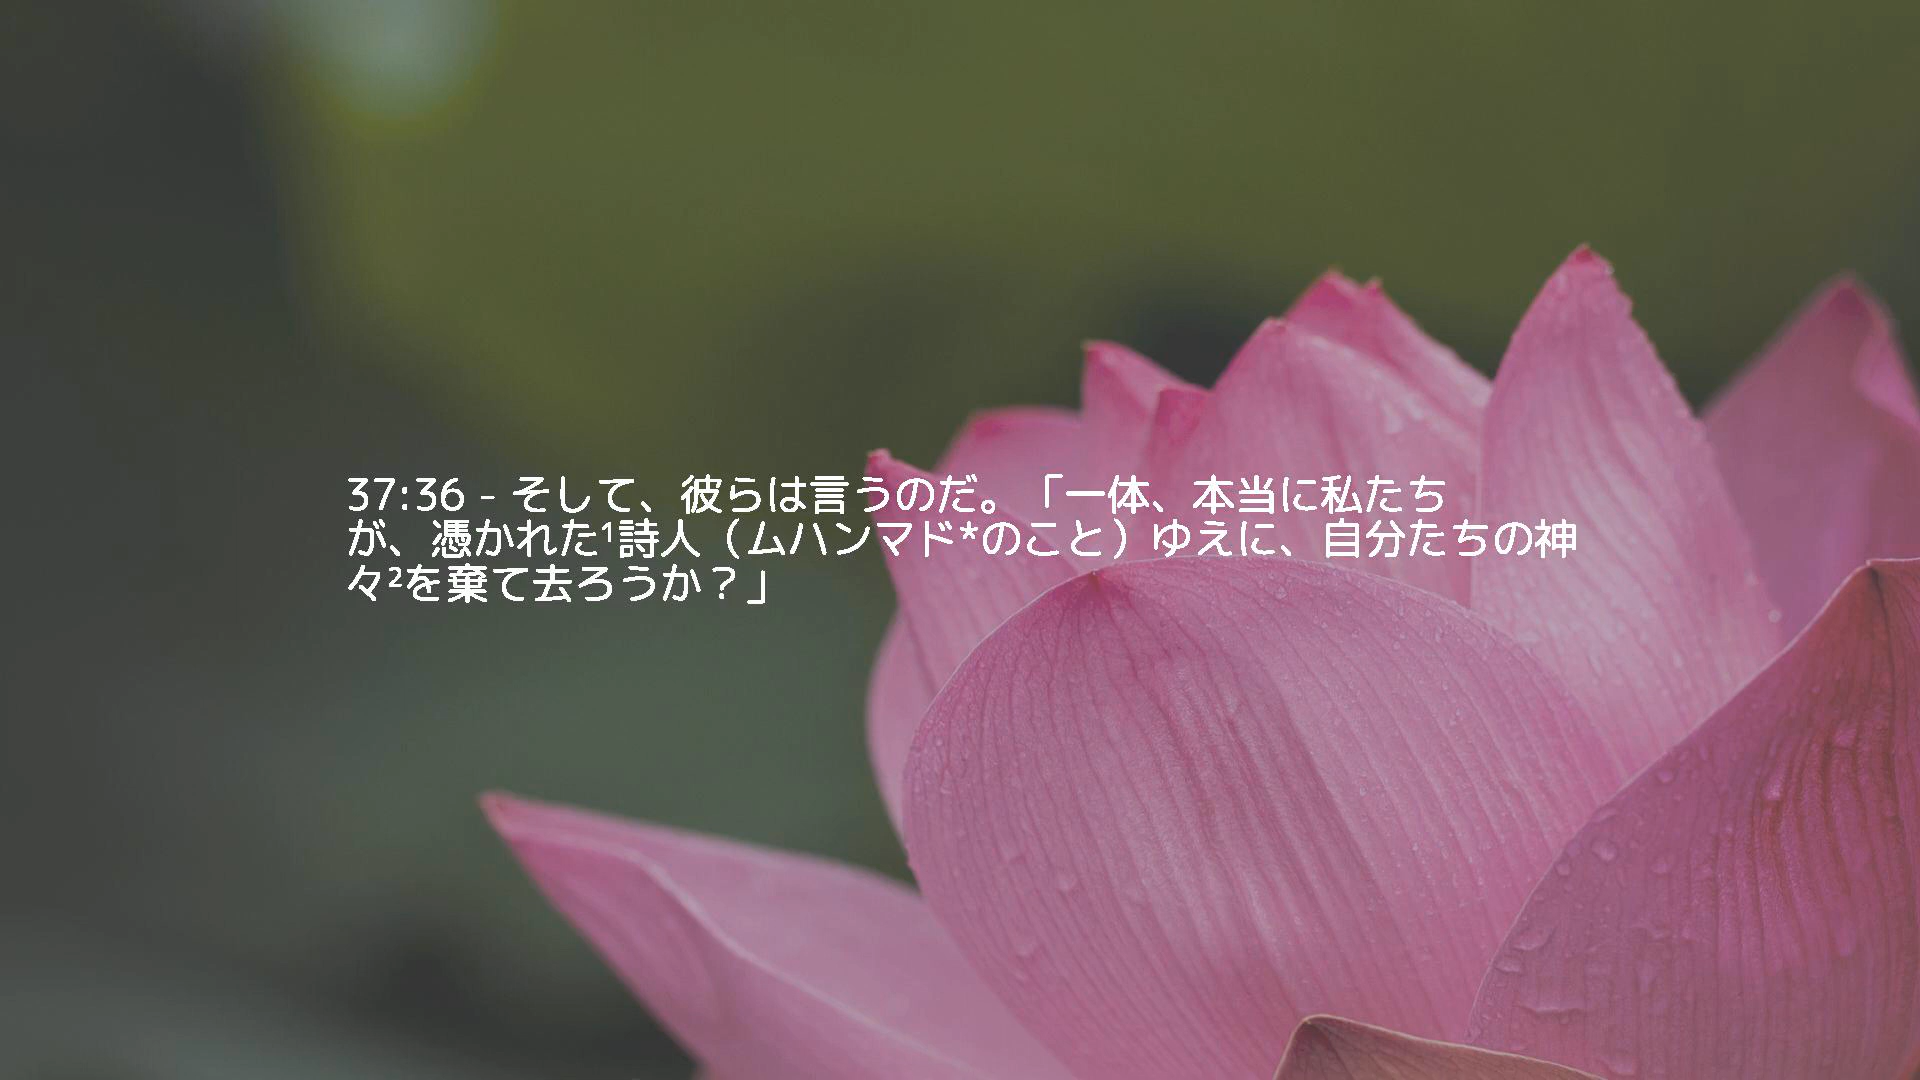 37:36 - そして、彼らは言うのだ。「一体、本当に私たち
が、憑かれた¹詩人（ムハンマド*のこと）ゆえに、自分たちの神
々²を棄て去ろうか？」